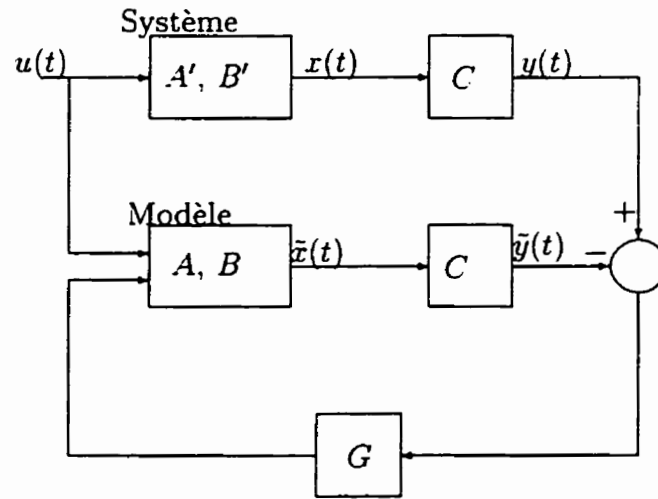 Système
u(t)
A′, B′
x(t)
C
y(t)
+
Modèle
A, B
x̃(t)
C
ỹ(t)
−
G